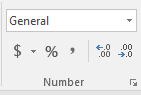 General
$ % ,
←.0 .00 .00 →.0
Number